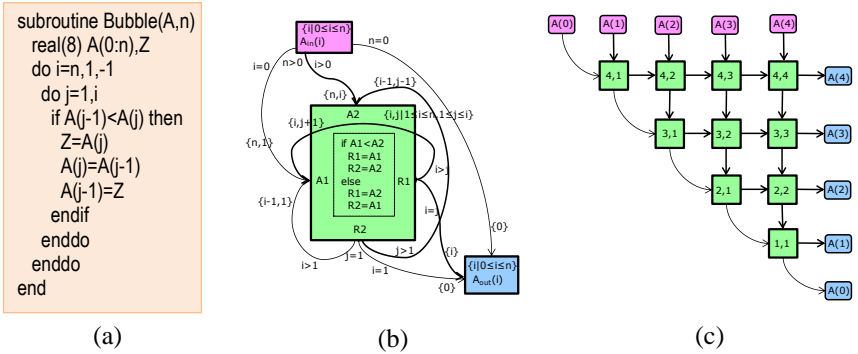 subroutine Bubble(A,n)
real(8) A(0:n),Z
do i=n,1,-1
do j=1,i
if A(j-1)<A(j) then
Z=A(j)
A(j)=A(j-1)
A(j-1)=Z
endif
enddo
enddo
end
(a)
{i|0≤i≤n}
A_in(i)
n=0
i=0
n>0
i>0
{i-1,j-1}
{n,i}
A2
{i,j|1≤i≤n,1≤j≤i}
{i,j+1}
{n,1}
if A1<A2
R1=A1
R2=A2
else
R1=A2
R2=A1
A1
R1
i>j
{i-1,1}
i=j
R2
{0}
j=1
j>1
{i}
i>1
i=1
{0}
{i|0≤i≤n}
A_out(i)
(b)
A(0)
A(1)
A(2)
A(3)
A(4)
4,1
4,2
4,3
4,4
A(4)
3,1
3,2
3,3
A(3)
2,1
2,2
A(2)
1,1
A(1)
A(0)
(c)